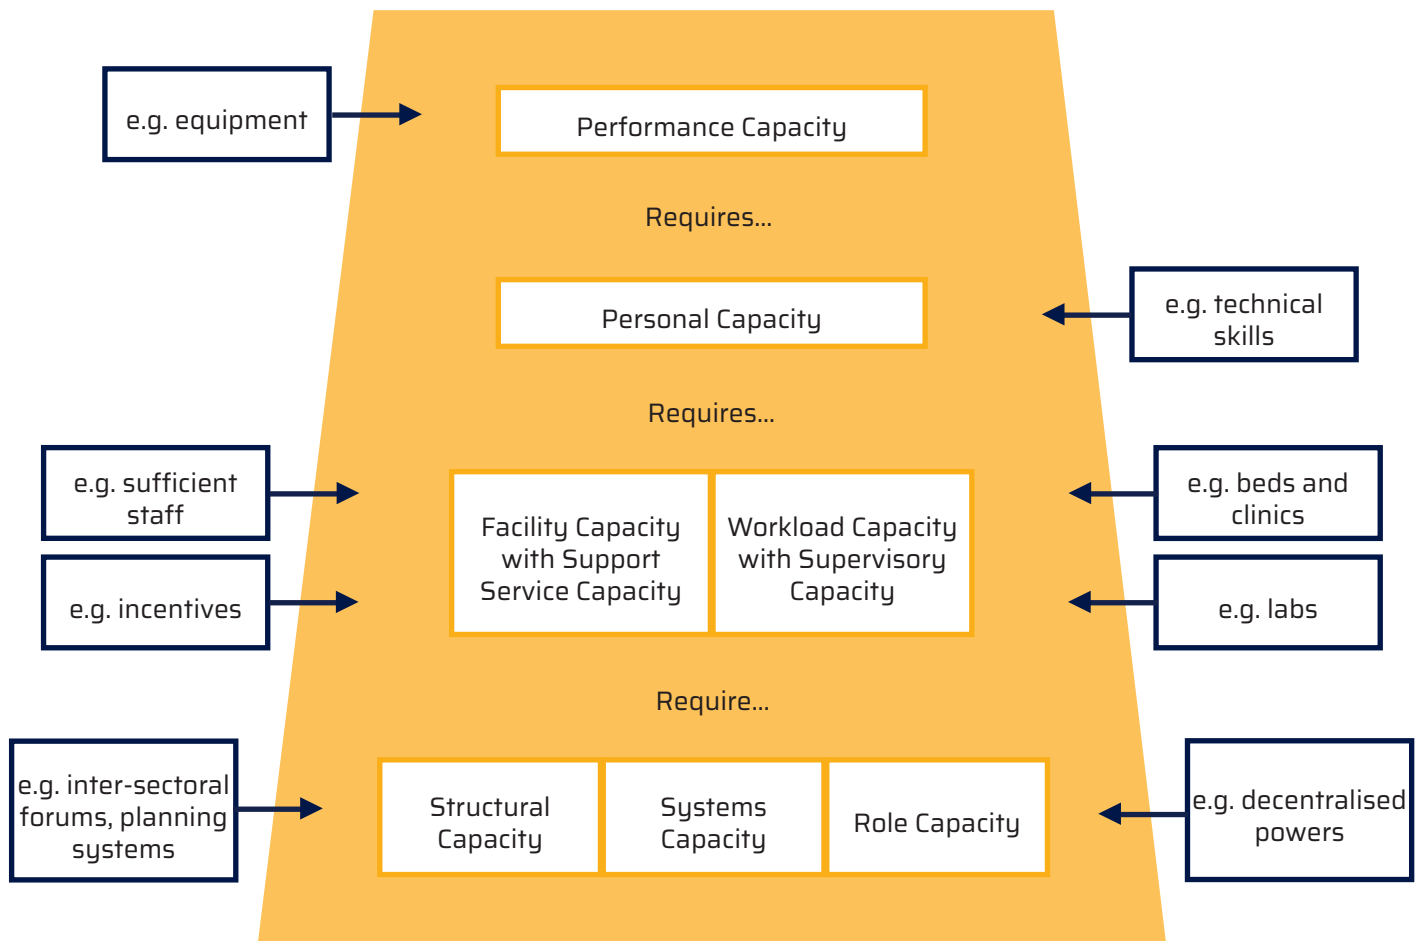 e.g. equipment
Performance Capacity
Requires...
Personal Capacity
e.g. technical
skills
Requires...
e.g. sufficient
staff
e.g. incentives
Facility Capacity
with Support
Service Capacity
Workload Capacity
with Supervisory
Capacity
e.g. beds and
clinics
e.g. labs
Require...
e.g. inter-sectoral
forums, planning
systems
Structural
Capacity
Systems
Capacity
Role Capacity
e.g. decentralised
powers